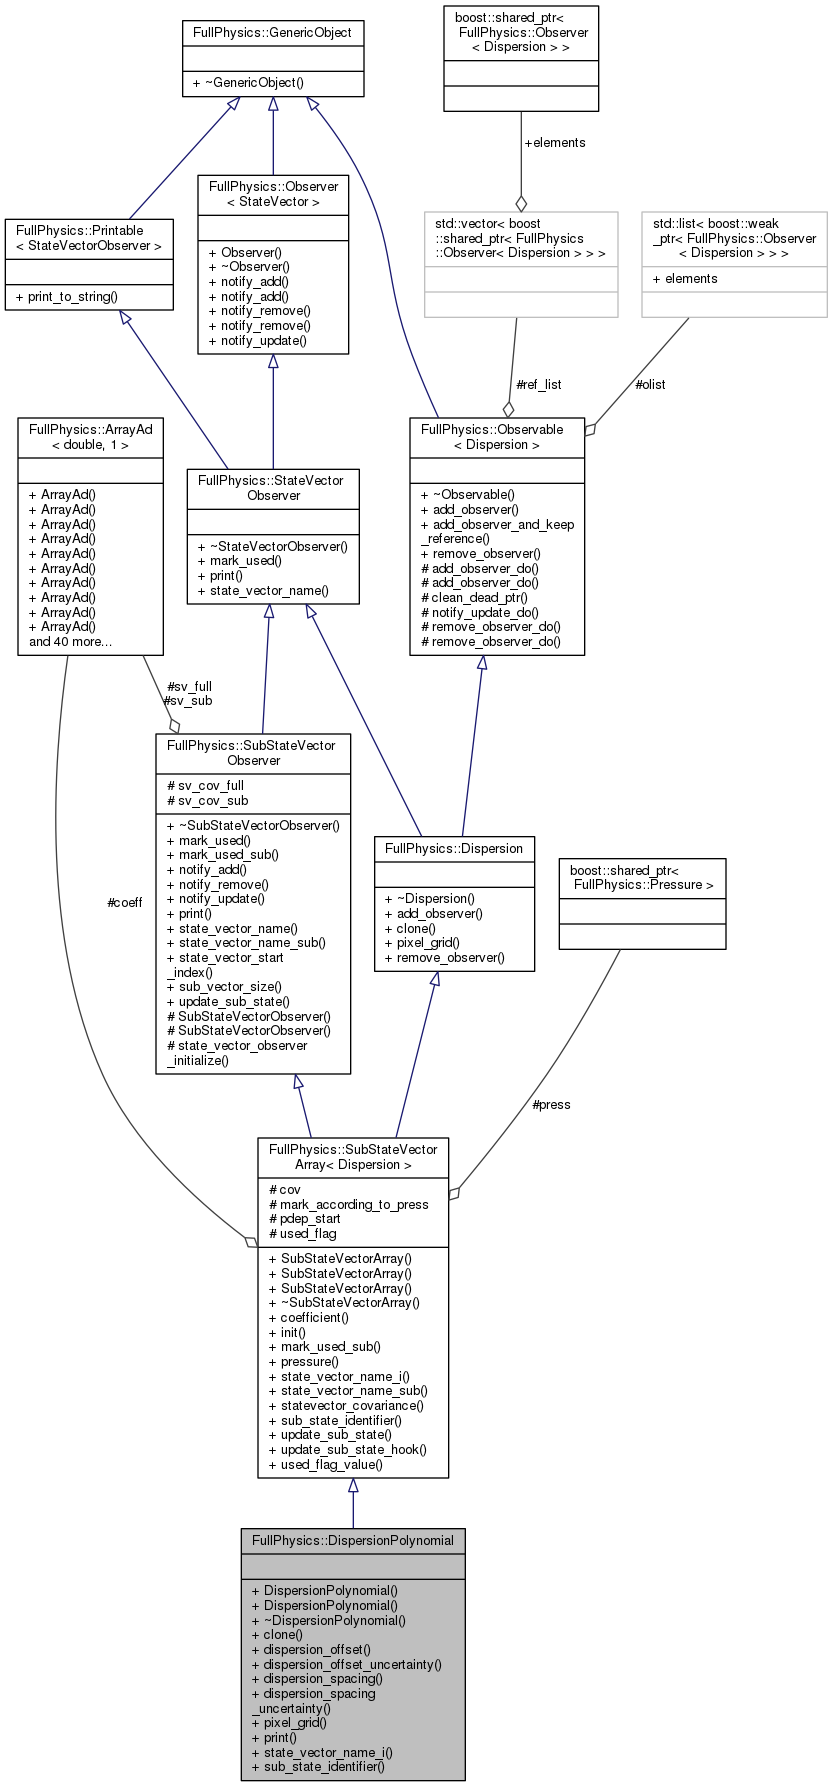 FullPhysics::GenericObject
+ ~GenericObject()
boost::shared_ptr<
FullPhysics::Observer
< Dispersion > >
+elements
FullPhysics::Printable
< StateVectorObserver >
+ print_to_string()
FullPhysics::Observer
< StateVector >
+ Observer()
+ ~Observer()
+ notify_add()
+ notify_add()
+ notify_remove()
+ notify_remove()
+ notify_update()
std::vector< boost
::shared_ptr< FullPhysics
::Observer< Dispersion > > >
std::list< boost::weak
_ptr< FullPhysics::Observer
< Dispersion > > >
+ elements
#ref_list
#olist
FullPhysics::ArrayAd
< double, 1 >
+ ArrayAd()
+ ArrayAd()
+ ArrayAd()
+ ArrayAd()
+ ArrayAd()
+ ArrayAd()
+ ArrayAd()
+ ArrayAd()
+ ArrayAd()
+ ArrayAd()
and 40 more...
FullPhysics::StateVector
Observer
+ ~StateVectorObserver()
+ mark_used()
+ print()
+ state_vector_name()
FullPhysics::Observable
< Dispersion >
+ ~Observable()
+ add_observer()
+ add_observer_and_keep
_reference()
+ remove_observer()
# add_observer_do()
# add_observer_do()
# clean_dead_ptr()
# notify_update_do()
# remove_observer_do()
# remove_observer_do()
#sv_full
#sv_sub
FullPhysics::SubStateVector
Observer
# sv_cov_full
# sv_cov_sub
+ ~SubStateVectorObserver()
+ mark_used()
+ mark_used_sub()
+ notify_add()
+ notify_remove()
+ notify_update()
+ print()
+ state_vector_name()
+ state_vector_name_sub()
+ state_vector_start
_index()
+ sub_vector_size()
+ update_sub_state()
# SubStateVectorObserver()
# SubStateVectorObserver()
# state_vector_observer
_initialize()
FullPhysics::Dispersion
+ ~Dispersion()
+ add_observer()
+ clone()
+ pixel_grid()
+ remove_observer()
boost::shared_ptr<
FullPhysics::Pressure >
#coeff
#press
FullPhysics::SubStateVector
Array< Dispersion >
# cov
# mark_according_to_press
# pdep_start
# used_flag
+ SubStateVectorArray()
+ SubStateVectorArray()
+ SubStateVectorArray()
+ ~SubStateVectorArray()
+ coefficient()
+ init()
+ mark_used_sub()
+ pressure()
+ state_vector_name_i()
+ state_vector_name_sub()
+ statevector_covariance()
+ sub_state_identifier()
+ update_sub_state()
+ update_sub_state_hook()
+ used_flag_value()
FullPhysics::DispersionPolynomial
+ DispersionPolynomial()
+ DispersionPolynomial()
+ ~DispersionPolynomial()
+ clone()
+ dispersion_offset()
+ dispersion_offset_uncertainty()
+ dispersion_spacing()
+ dispersion_spacing
_uncertainty()
+ pixel_grid()
+ print()
+ state_vector_name_i()
+ sub_state_identifier()